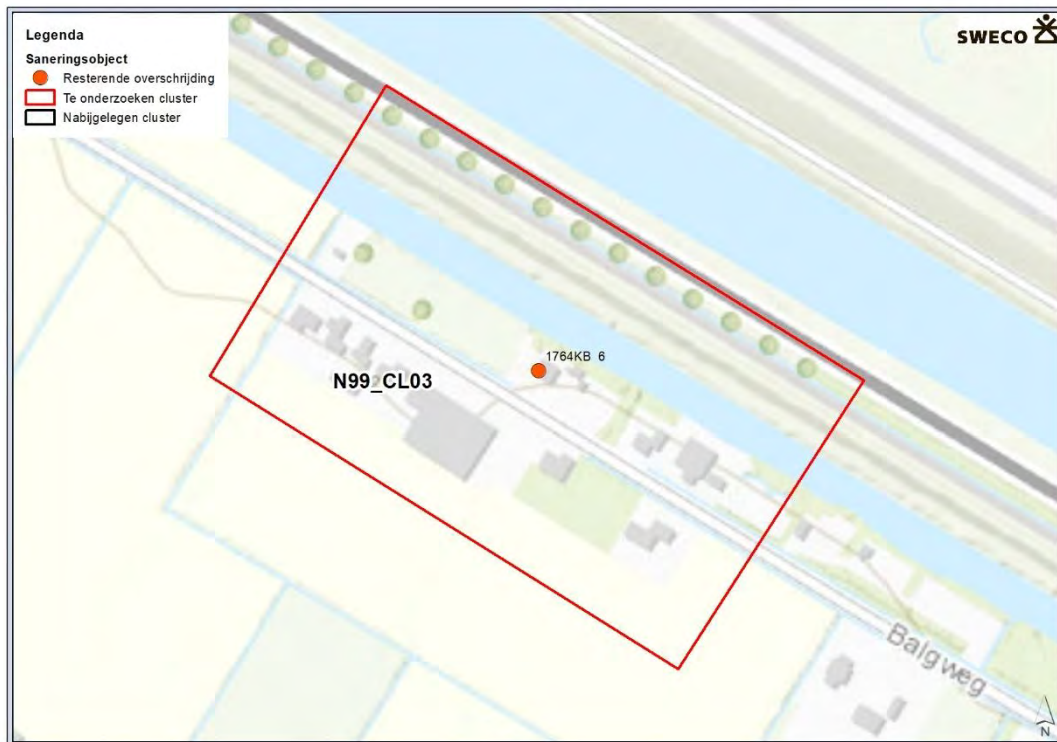 Legenda
Saneringsobject
Resterende overschrijding
Te onderzoeken cluster
Nabijgelegen cluster
SWECO
1764KB 6
N99_CL03
Balgweg
N